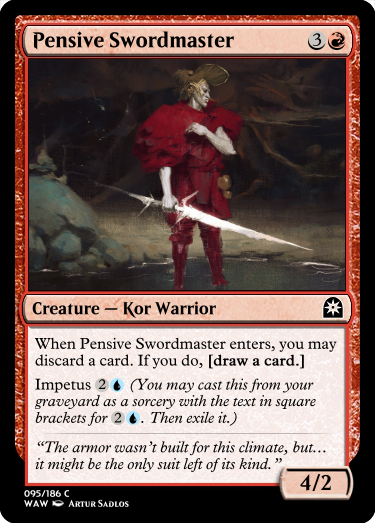 Pensive Swordmaster 3
Creature — Kor Warrior
When Pensive Swordmaster enters, you may
discard a card. If you do, [draw a card.]
Impetus 2 (You may cast this from your
graveyard as a sorcery with the text in square
brackets for 2. Then exile it.)
“The armor wasn’t built for this climate, but…
it might be the only suit left of its kind.”
4/2
095/186 C
WAW Artur Sadlos